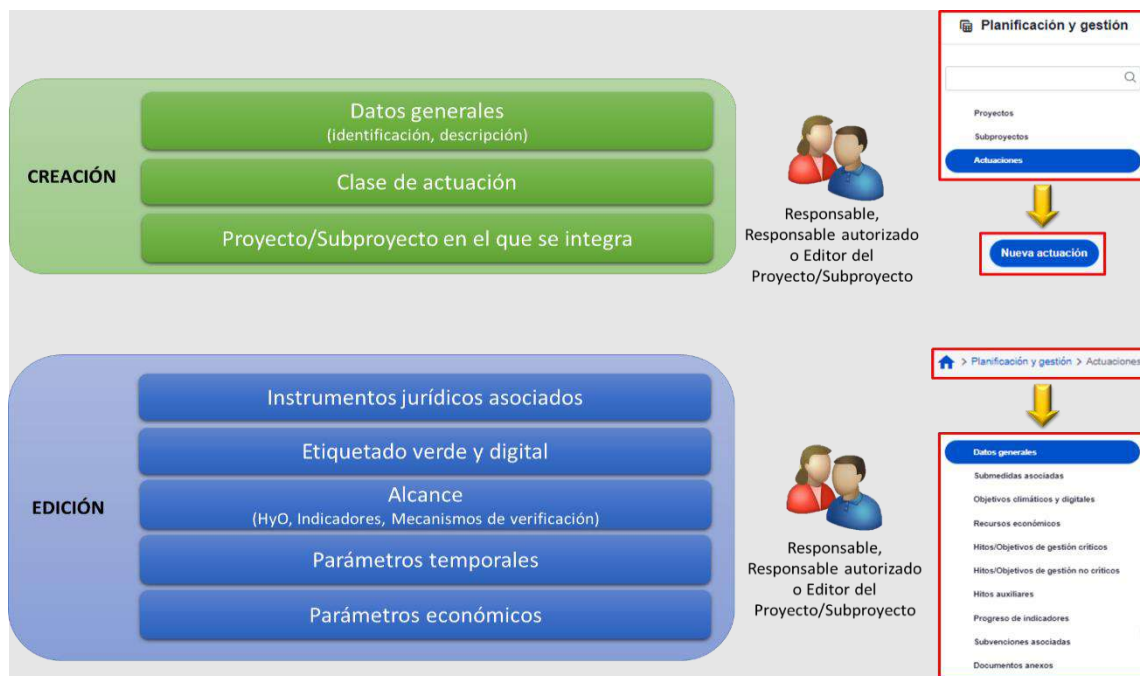 CREACIÓN
Datos generales
(identificación, descripción)
Clase de actuación
Proyecto/Subproyecto en el que se integra
Responsable,
Responsable autorizado
o Editor del
Proyecto/Subproyecto
Planificación y gestión
Proyectos
Subproyectos
Actuaciones
Nueva actuación
EDICIÓN
Instrumentos jurídicos asociados
Etiquetado verde y digital
Alcance
(HyO, Indicadores, Mecanismos de verificación)
Parámetros temporales
Parámetros económicos
Responsable,
Responsable autorizado
o Editor del
Proyecto/Subproyecto
> Planificación y gestión > Actuaciones
Datos generales
Submedidas asociadas
Objetivos climáticos y digitales
Recursos económicos
Hitos/Objetivos de gestión críticos
Hitos/Objetivos de gestión no críticos
Hitos auxiliares
Progreso de indicadores
Subvenciones asociadas
Documentos anexos